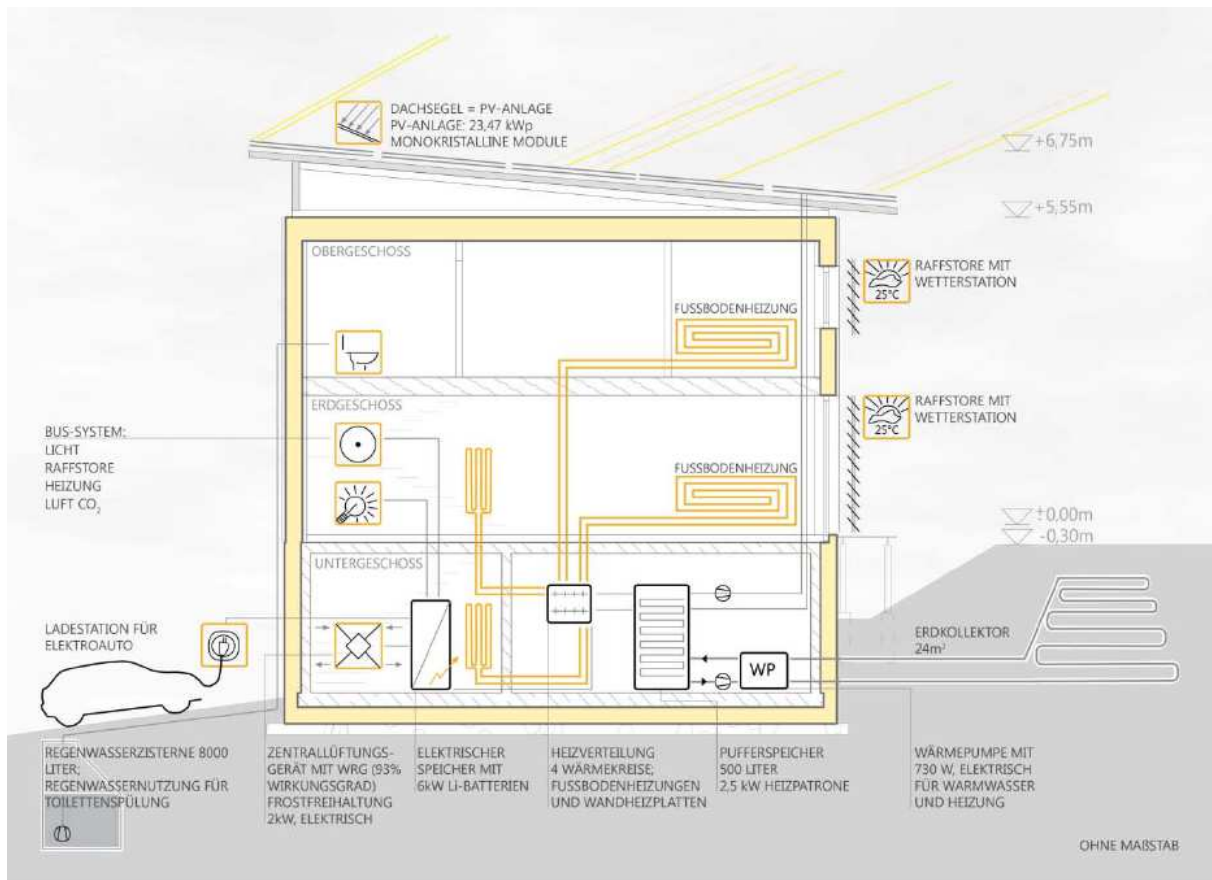 DACHSEGEL = PV-ANLAGE
PV-ANLAGE: 23,47 kWp
MONOKRISTALLINE MODULE
+6,75m
+5,55m
OBERGESCHOSS
RAFFSTORE MIT
WETTERSTATION
25°C
FUSSBODENHEIZUNG
ERDGESCHOSS
RAFFSTORE MIT
WETTERSTATION
25°C
BUS-SYSTEM:
LICHT
RAFFSTORE
HEIZUNG
LUFT CO₂
FUSSBODENHEIZUNG
±0,00m
-0,30m
UNTERGESCHOSS
LADESTATION FÜR
ELEKTROAUTO
WP
ERDKOLLEKTOR
24m²
REGENWASSERZISTERNE 8000
LITER;
REGENWASSERNUTZUNG FÜR
TOILETTENSPÜLUNG
ZENTRALLÜFTUNGS-
GERÄT MIT WRG (93%
WIRKUNGSGRAD)
FROSTFREIHALTUNG
2kW, ELEKTRISCH
ELEKTRISCHER
SPEICHER MIT
6kW Li-BATTERIEN
HEIZVERTEILUNG
4 WÄRMEKREISE;
FUSSBODENHEIZUNGEN
UND WANDHEIZPLATTEN
PUFFERSPEICHER
500 LITER
2,5 kW HEIZPATRONE
WÄRMEPUMPE MIT
730 W, ELEKTRISCH
FÜR WARMWASSER
UND HEIZUNG
OHNE MAßSTAB